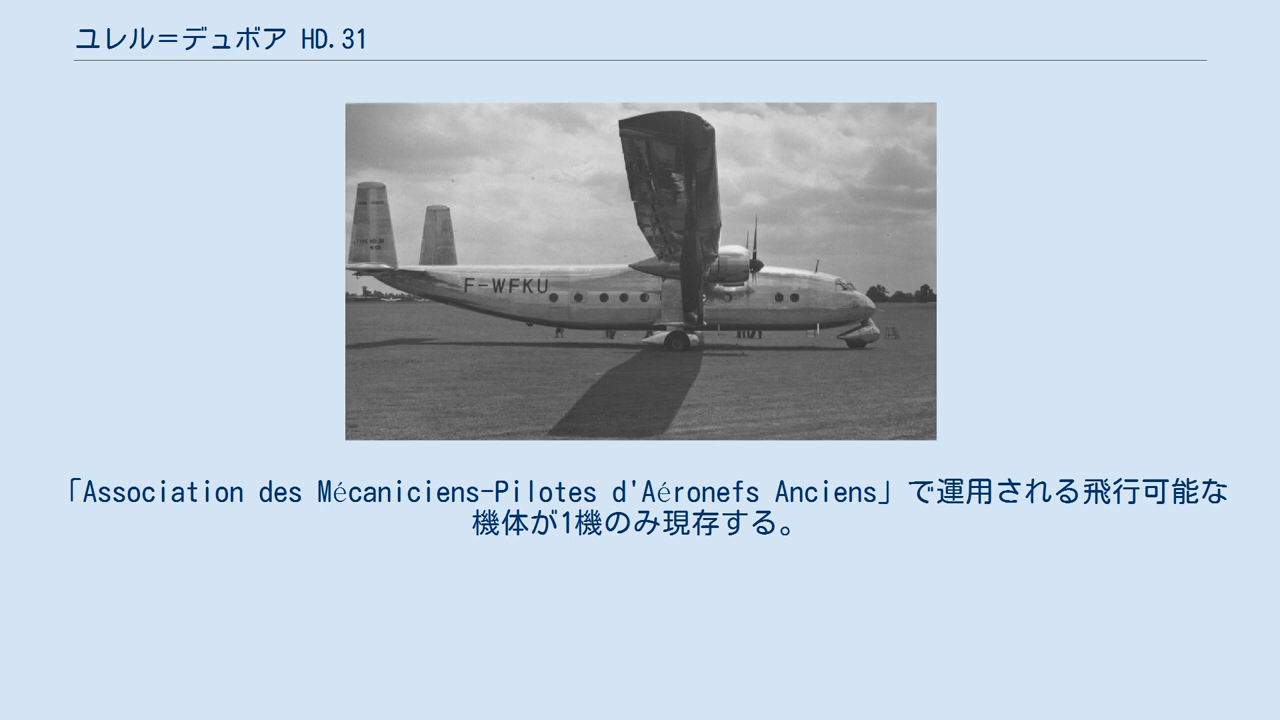 ユレル＝デュボア HD.31
F-WFKU
「Association des Mécaniciens-Pilotes d'Aéronefs Anciens」で運用される飛行可能な
機体が1機のみ現存する。